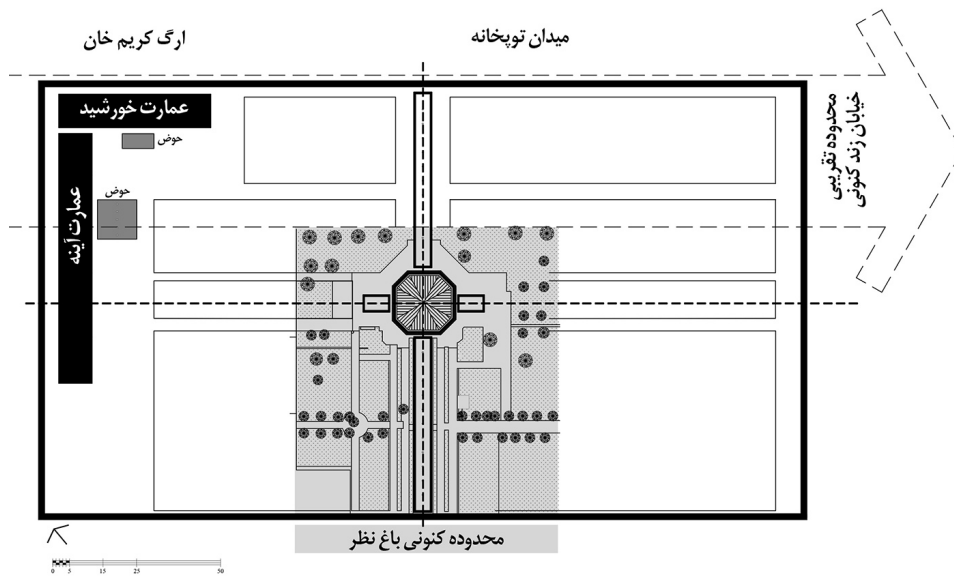 میدان توپخانه
ارگ کریم خان
عمارت خورشید
حوض
حوض
عمارت آینه
محدوده تقریبی
خیابان زند کنونی
محدوده کنونی باغ نظر
0 5 15 25 50